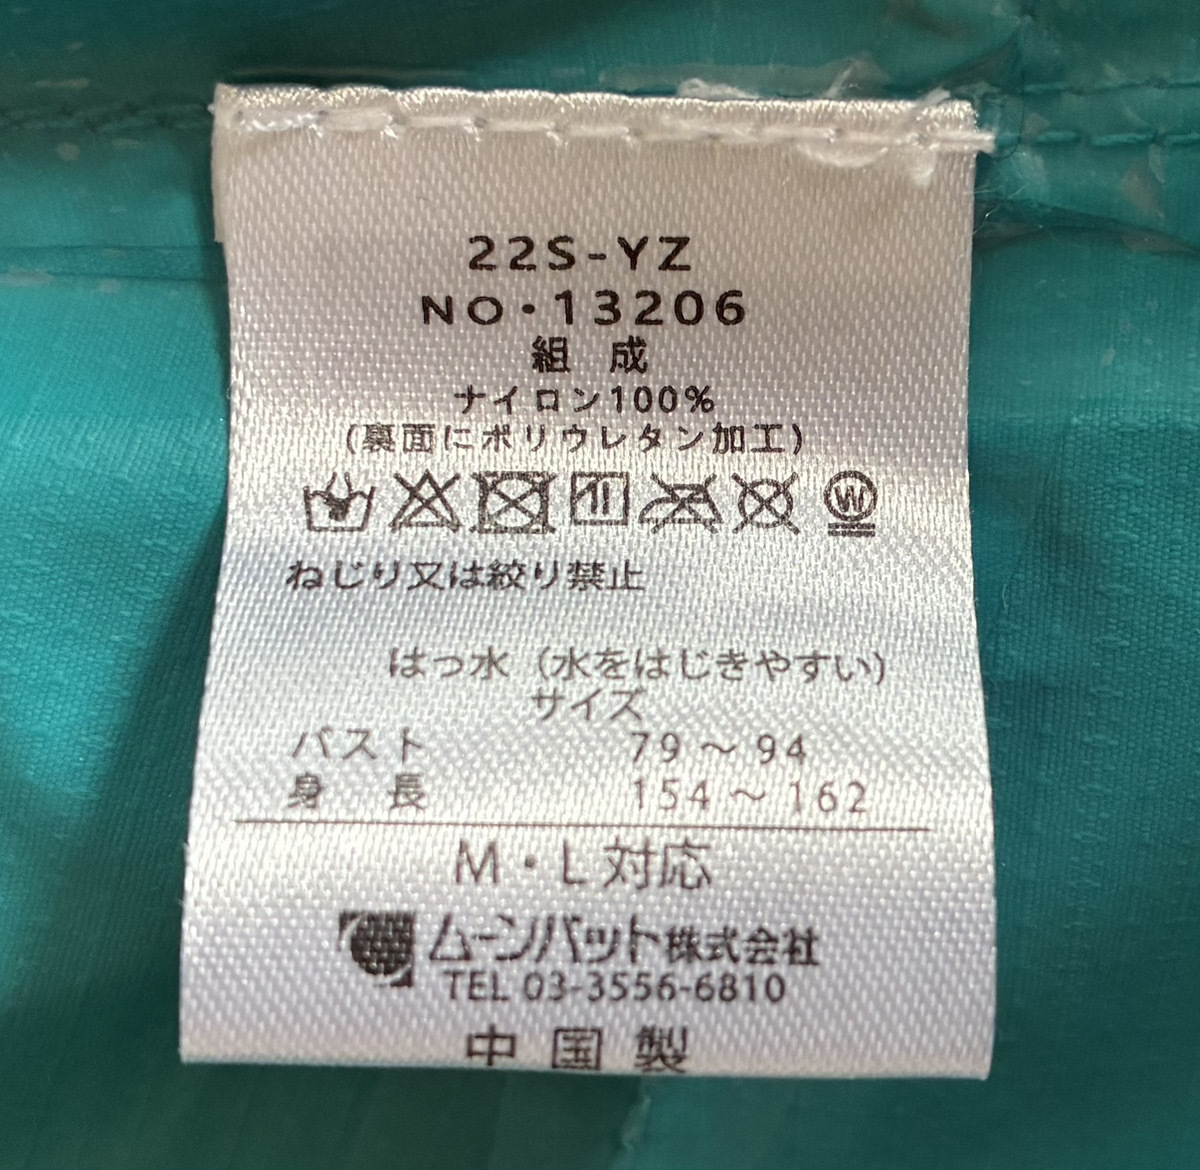 22S-YZ
NO・13206
組 成
ナイロン100%
(裏面にポリウレタン加工)
W
ねじり又は絞り禁止
はっ水（水をはじきやすい）
サイズ
バスト 79～94
身 長 154～162
M・L対応
ムーンバット株式会社
TEL 03-3556-6810
中国製